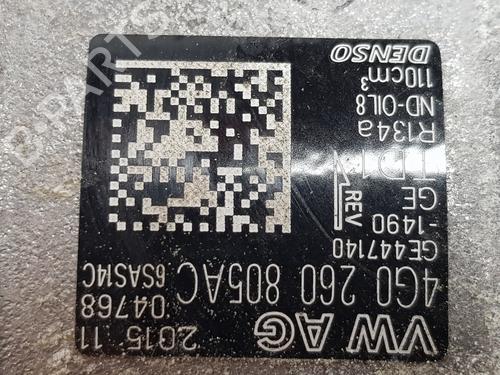 DENSO
110cm³
ND-OIL8
R134a
GE
REV
-1490
GE447140
6SAS14C
4G0 260 805AC
04768
VW AG
2015 11